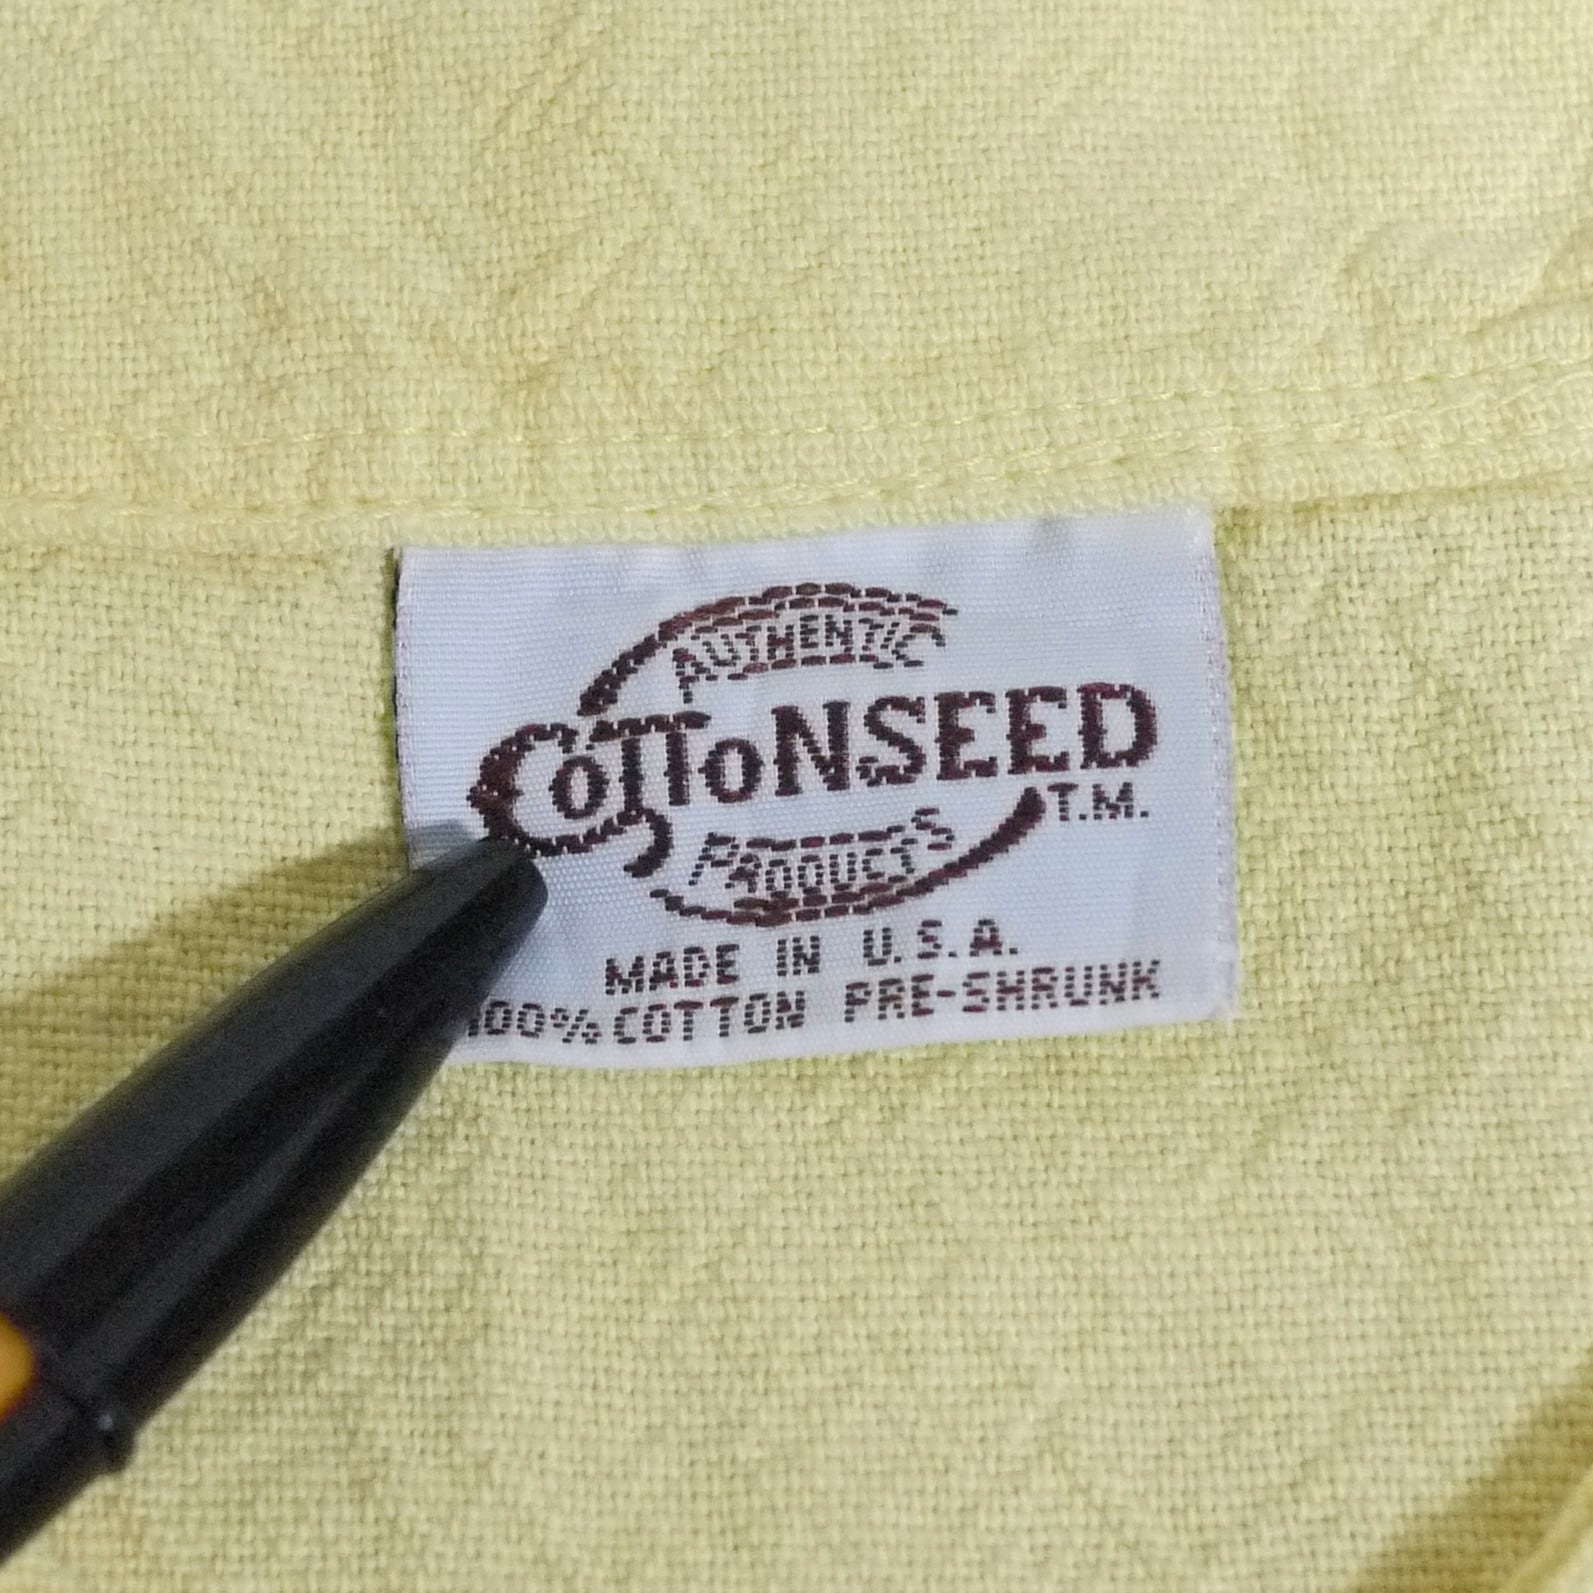 AUTHENTIC
COTTONSEED
T.M.
PRODUCTS
MADE IN U.S.A.
100% COTTON PRE-SHRUNK